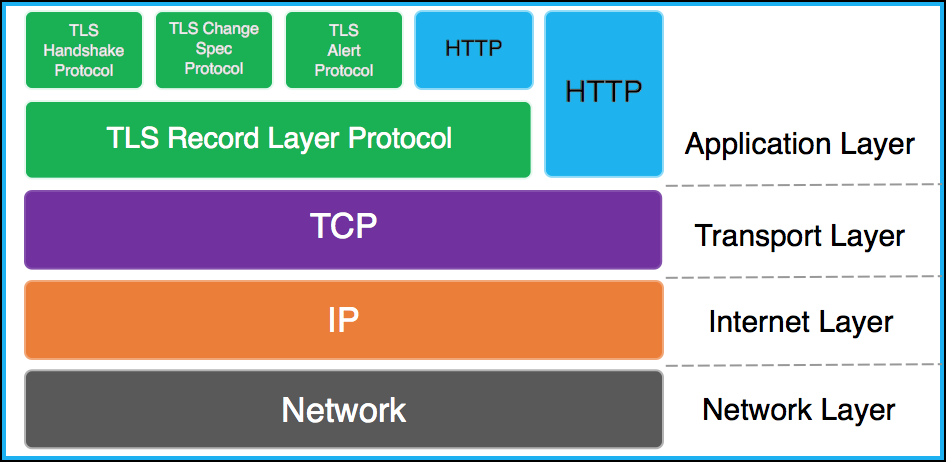 TLS
Handshake
Protocol
TLS Change
Spec
Protocol
TLS
Alert
Protocol
HTTP
HTTP
TLS Record Layer Protocol
Application Layer
TCP
Transport Layer
IP
Internet Layer
Network
Network Layer